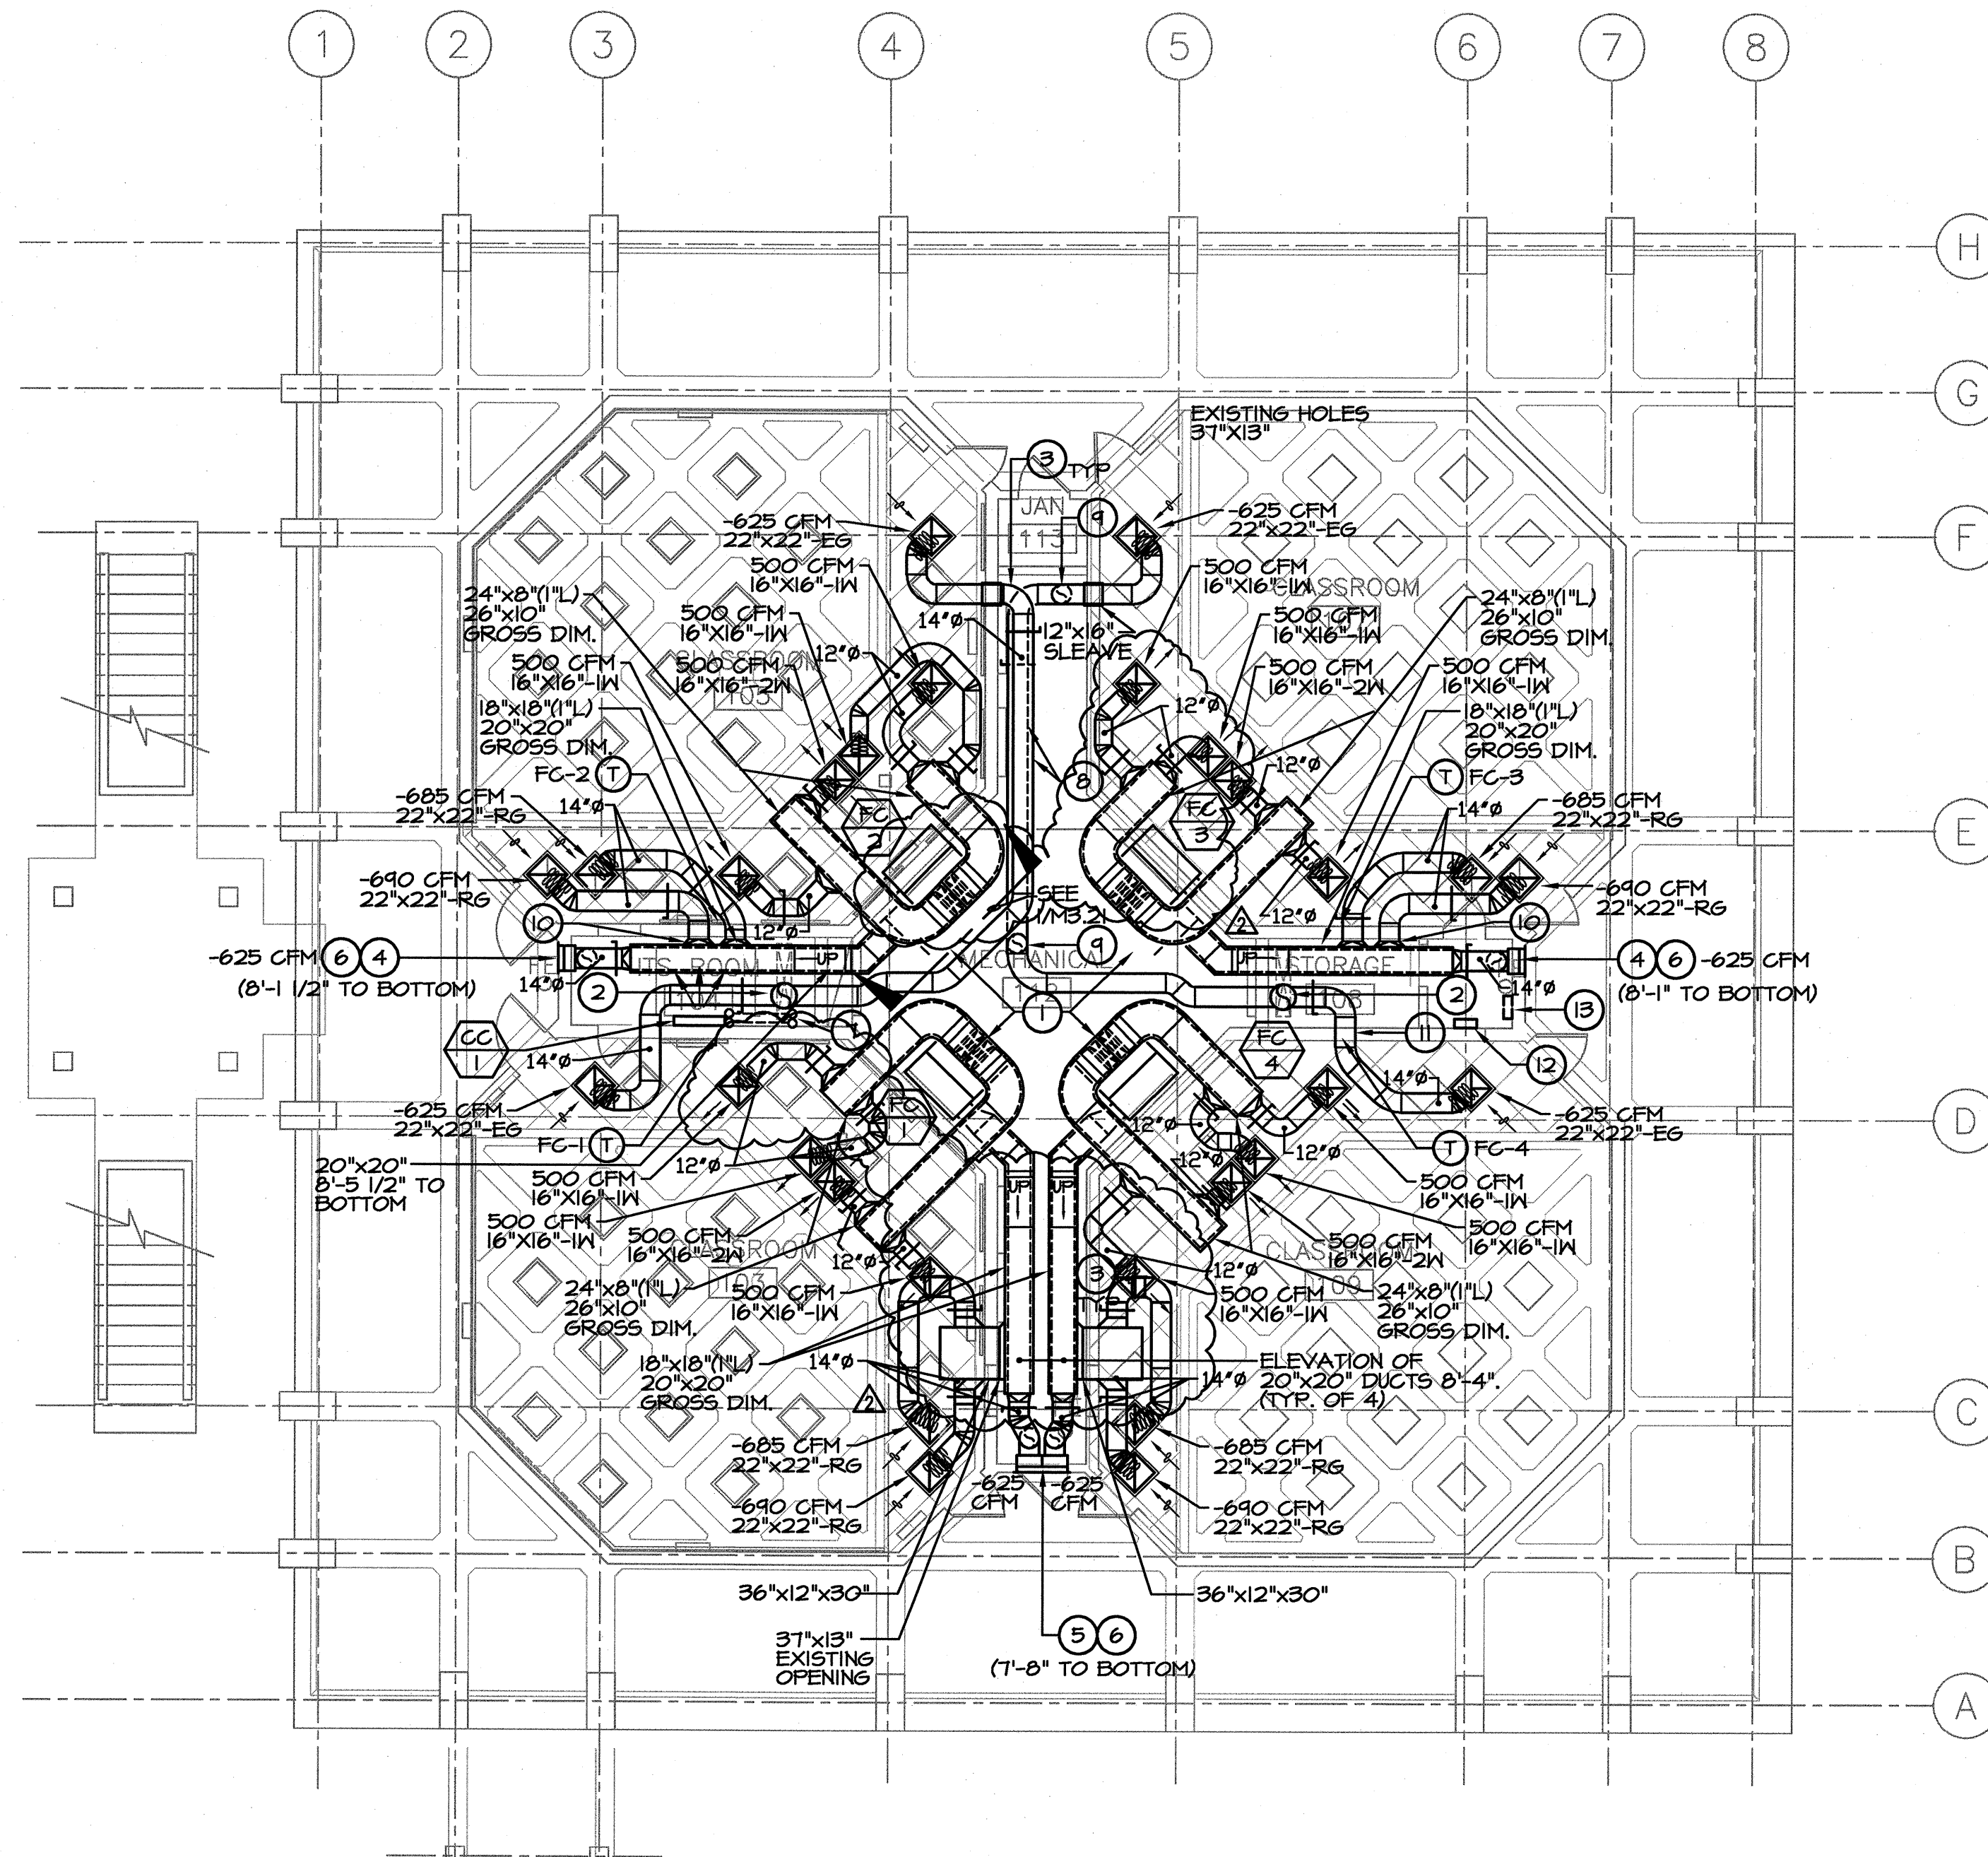 1 2 3 4 5 6 7 8
H
G
EXISTING HOLES
37"X13"
3 TYP
JAN
113
9
F
-625 CFM
22"x22"-EG
-625 CFM
22"x22"-EG
500 CFM
16"X16"-1W
500 CFM
16"X16"-1W
CLASSROOM
24"x8"(1"L)
26"x10"
GROSS DIM.
500 CFM
16"X16"-1W
14"ø
12"x16"
SLEAVE
500 CFM
16"X16"-1W
24"x8"(1"L)
26"x10"
GROSS DIM.
CLASSROOM
105
12"ø
500 CFM
16"X16"-1W
500 CFM
16"X16"-2W
500 CFM
16"X16"-2W
500 CFM
16"X16"-1W
18"x18"(1"L)
20"x20"
GROSS DIM.
12"ø
18"x18"(1"L)
20"x20"
GROSS DIM.
FC-2 T
8
12"ø
T FC-3
-685 CFM
22"x22"-RG
14"ø
FC
2
FC
3
14"ø
-685 CFM
22"x22"-RG
E
-690 CFM
22"x22"-RG
SEE
1/M3.21
2
12"ø
-690 CFM
22"x22"-RG
10
12"ø
9
10
-625 CFM 6 4
(8'-1 1/2" TO BOTTOM)
14"ø
ITS ROOM
UP
MECHANICAL
112
UP
STORAGE
108
14"ø
4 6 -625 CFM
(8'-1" TO BOTTOM)
2
2
1
7
11
13
12
CC
1
14"ø
FC
4
14"ø
-625 CFM
22"x22"-EG
FC
1
12"ø
-625 CFM
22"x22"-EG
D
FC-1 T
12"ø
12"ø
12"ø
T FC-4
20"x20"
8'-5 1/2" TO
BOTTOM
500 CFM
16"X16"-1W
UP
UP
500 CFM
16"X16"-1W
500 CFM
16"X16"-1W
500 CFM
16"X16"-2W
CLASSROOM
103
12"ø
3
TYP
12"ø
CLASSROOM
109
500 CFM
16"X16"-2W
500 CFM
16"X16"-1W
24"x8"(1"L)
26"x10"
GROSS DIM.
500 CFM
16"X16"-1W
500 CFM
16"X16"-1W
24"x8"(1"L)
26"x10"
GROSS DIM.
18"x18"(1"L)
20"x20"
GROSS DIM.
14"ø
14"ø
ELEVATION OF
20"x20" DUCTS 8'-4".
(TYP. OF 4)
2
C
-685 CFM
22"x22"-RG
-685 CFM
22"x22"-RG
-690 CFM
22"x22"-RG
-625
CFM
-625
CFM
-690 CFM
22"x22"-RG
B
36"x12"x30"
36"x12"x30"
37"x13"
EXISTING
OPENING
5 6
(7'-8" TO BOTTOM)
A